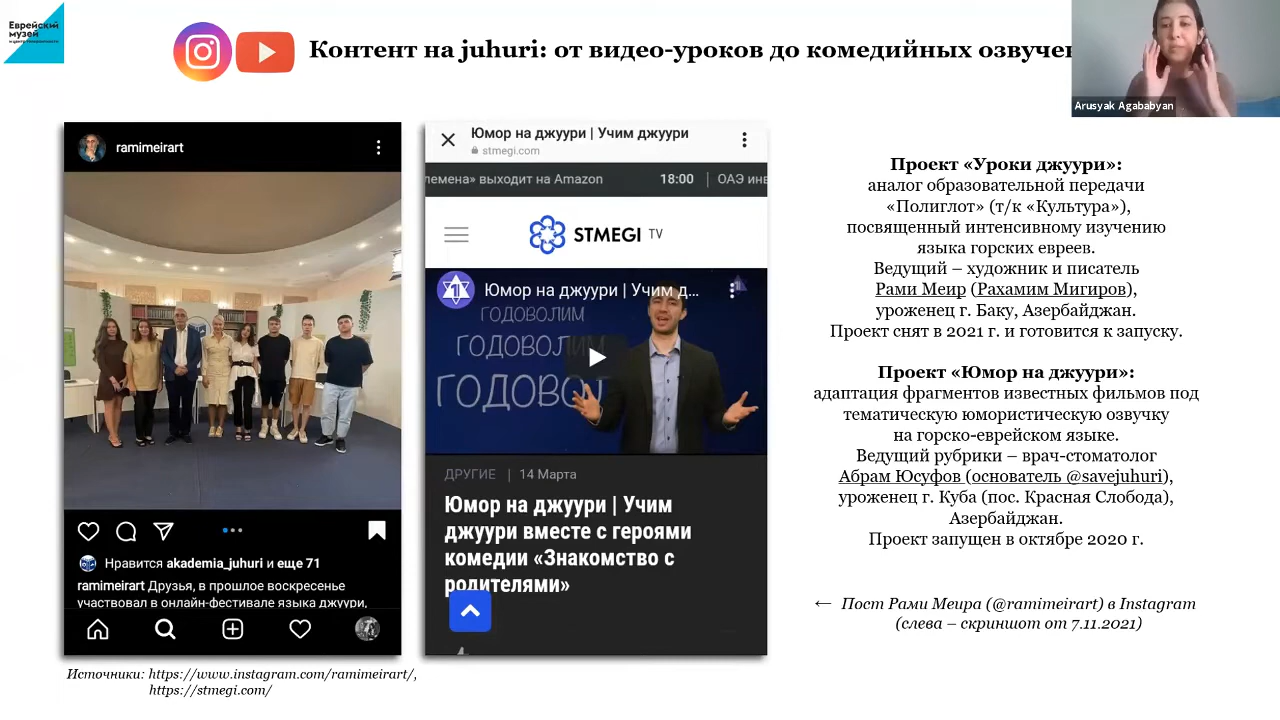 Еврейский
музей
Контент на juhuri: от видео-уроков до комедийных озвучен
Arusyak Agababyan
ramimeirart
Нравится akademia_juhuri и еще 71
ramimeirart Друзья, в прошлое воскресенье
участвовал в онлайн-фестивале языка джуури,
Юмор на джуури | Учим джуури
stmegi.com
лемена» выходит на Amazon 18:00 | ОАЭ инв
STMEGI TV
Юмор на джуури | Учим д...
ГОДОВОЛИМ
ГОДОВОЛИМ
ГОДОВОЛ
ДРУГИЕ | 14 Марта
Юмор на джуури | Учим
джуури вместе с героями
комедии «Знакомство с
родителями»
Проект «Уроки джуури»:
аналог образовательной передачи
«Полиглот» (т/к «Культура»),
посвященный интенсивному изучению
языка горских евреев.
Ведущий – художник и писатель
Рами Меир (Рахамим Мигиров),
уроженец г. Баку, Азербайджан.
Проект снят в 2021 г. и готовится к запуску.
Проект «Юмор на джуури»:
адаптация фрагментов известных фильмов под
тематическую юмористическую озвучку
на горско-еврейском языке.
Ведущий рубрики – врач-стоматолог
Абрам Юсуфов (основатель @savejuhuri),
уроженец г. Куба (пос. Красная Слобода),
Азербайджан.
Проект запущен в октябре 2020 г.
← Пост Рами Меира (@ramimeirart) в Instagram
(слева – скриншот от 7.11.2021)
Источники: https://www.instagram.com/ramimeirart/,
https://stmegi.com/